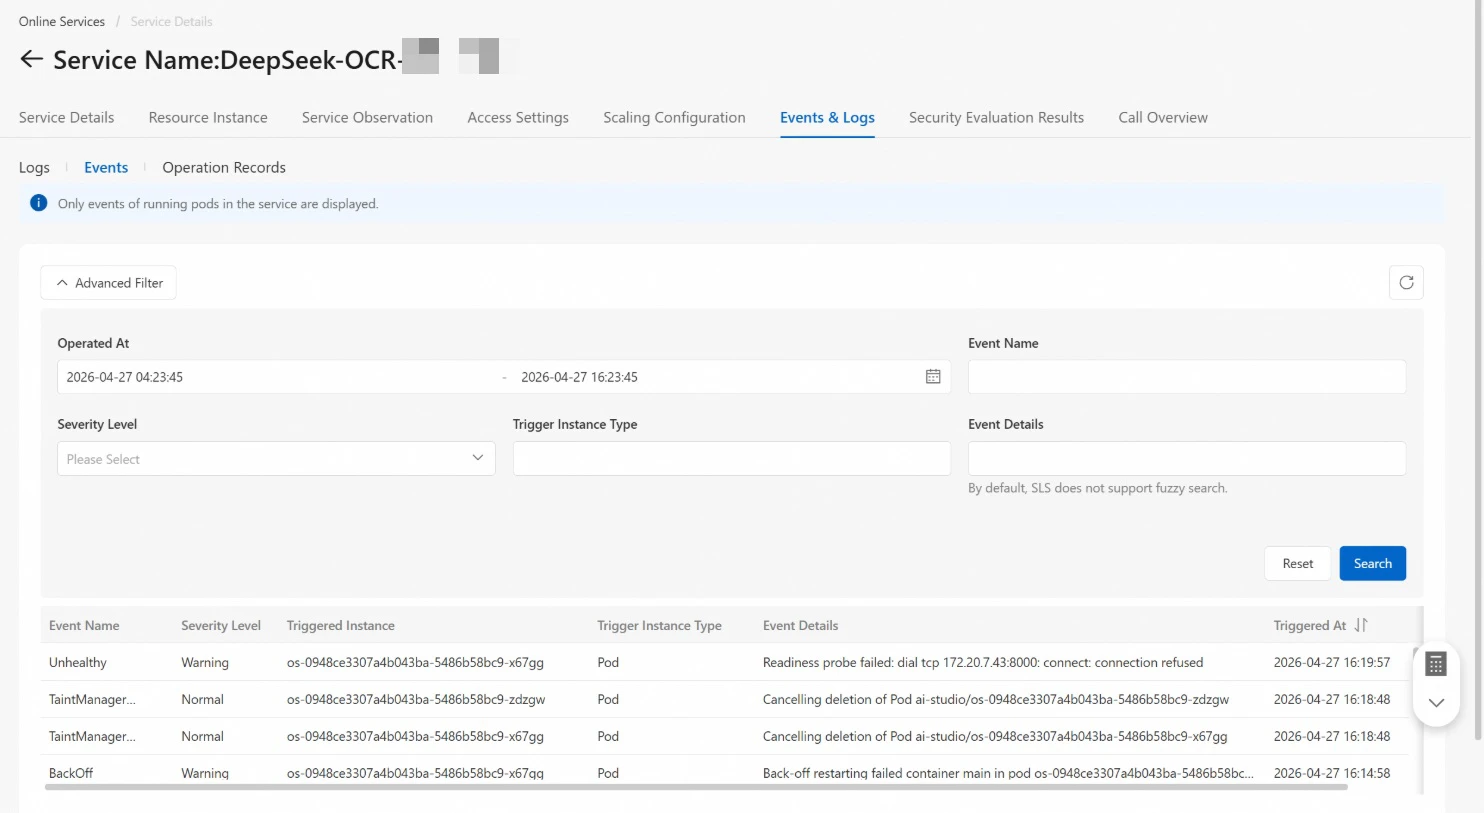 Online Services / Service Details
Service Name:DeepSeek-OCR-
Service Details Resource Instance Service Observation Access Settings Scaling Configuration Events & Logs Security Evaluation Results Call Overview
Logs Events Operation Records
Only events of running pods in the service are displayed.
Advanced Filter
Operated At Event Name
2026-04-27 04:23:45 - 2026-04-27 16:23:45
Severity Level Trigger Instance Type Event Details
Please Select
By default, SLS does not support fuzzy search.
Reset Search
Event Name Severity Level Triggered Instance Trigger Instance Type Event Details Triggered At
Unhealthy Warning os-0948ce3307a4b043ba-5486b58bc9-x67gg Pod Readiness probe failed: dial tcp 172.20.7.43:8000: connect: connection refused 2026-04-27 16:19:57
TaintManager... Normal os-0948ce3307a4b043ba-5486b58bc9-zdzgw Pod Cancelling deletion of Pod ai-studio/os-0948ce3307a4b043ba-5486b58bc9-zdzgw 2026-04-27 16:18:48
TaintManager... Normal os-0948ce3307a4b043ba-5486b58bc9-x67gg Pod Cancelling deletion of Pod ai-studio/os-0948ce3307a4b043ba-5486b58bc9-x67gg 2026-04-27 16:18:48
BackOff Warning os-0948ce3307a4b043ba-5486b58bc9-x67gg Pod Back-off restarting failed container main in pod os-0948ce3307a4b043ba-5486b58bc... 2026-04-27 16:14:58